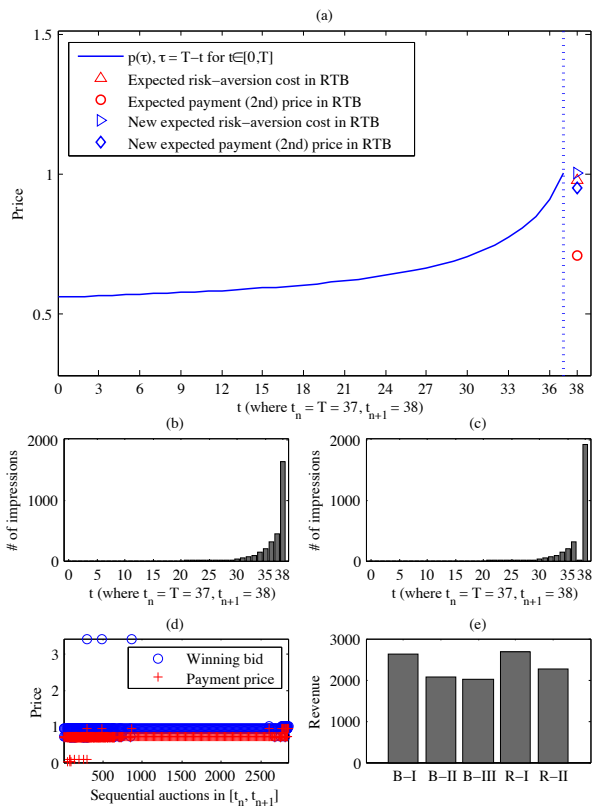 (a)
1.5
1
0.5
Price
p(τ), τ = T−t for t∈[0,T]
Expected risk−aversion cost in RTB
Expected payment (2nd) price in RTB
New expected risk−aversion cost in RTB
New expected payment (2nd) price in RTB
0 3 6 9 12 15 18 21 24 27 30 33 36 38
t (where t_n = T = 37, t_{n+1} = 38)
(b)
2000
1000
0
# of impressions
0 5 10 15 20 25 30 35 38
t (where t_n = T = 37, t_{n+1} = 38)
(c)
2000
1000
0
# of impressions
0 5 10 15 20 25 30 35 38
t (where t_n = T = 37, t_{n+1} = 38)
(d)
3
2
1
0
Price
Winning bid
Payment price
500 1000 1500 2000 2500
Sequential auctions in [t_n, t_{n+1}]
(e)
3000
2000
1000
0
Revenue
B−I B−II B−III R−I R−II